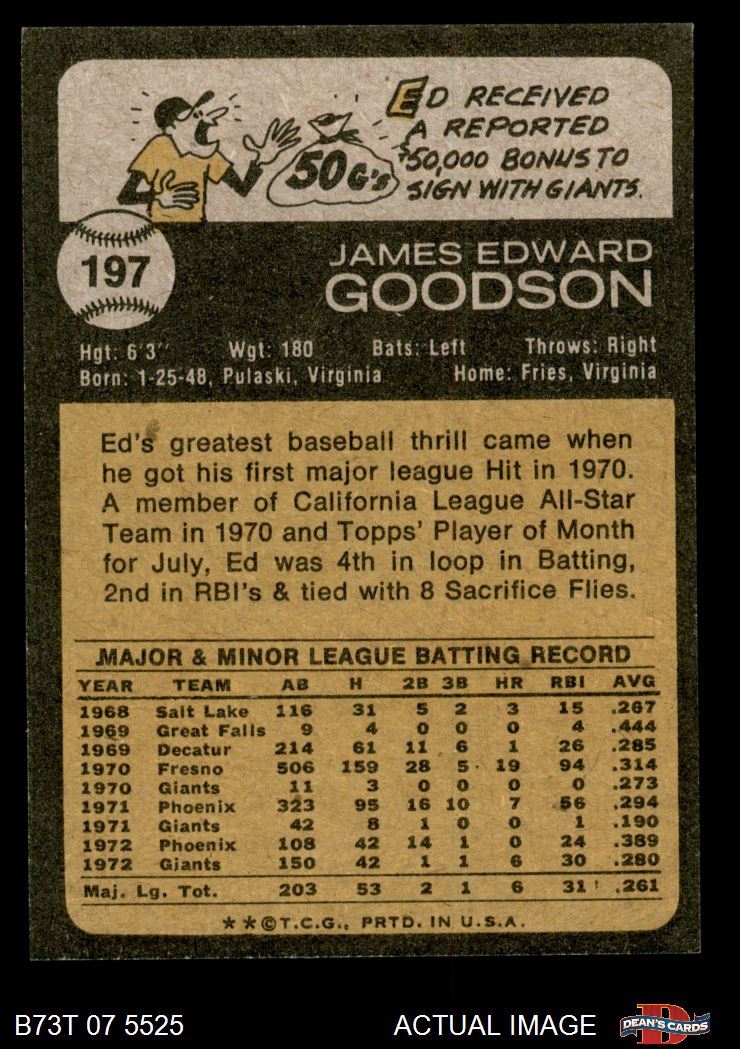 ED RECEIVED
A REPORTED
$50,000 BONUS TO
SIGN WITH GIANTS.
50 G's
197
JAMES EDWARD
GOODSON
Hgt: 6'3" Wgt: 180 Bats: Left Throws: Right
Born: 1-25-48, Pulaski, Virginia Home: Fries, Virginia
Ed's greatest baseball thrill came when
he got his first major league Hit in 1970.
A member of California League All-Star
Team in 1970 and Topps' Player of Month
for July, Ed was 4th in loop in Batting,
2nd in RBI's & tied with 8 Sacrifice Flies.
MAJOR & MINOR LEAGUE BATTING RECORD
YEAR TEAM AB H 2B 3B HR RBI AVG
1968 Salt Lake 116 31 5 2 3 15 .267
1969 Great Falls 9 4 0 0 0 4 .444
1969 Decatur 214 61 11 6 1 26 .285
1970 Fresno 506 159 28 5 19 94 .314
1970 Giants 11 3 0 0 0 0 .273
1971 Phoenix 323 95 16 10 7 56 .294
1971 Giants 42 8 1 0 0 1 .190
1972 Phoenix 108 42 14 1 0 24 .389
1972 Giants 150 42 1 1 6 30 .280
Maj. Lg. Tot. 203 53 2 1 6 31 .261
★★©T.C.G., PRTD. IN U.S.A.
B73T 07 5525 ACTUAL IMAGE
D
DEAN'S CARDS